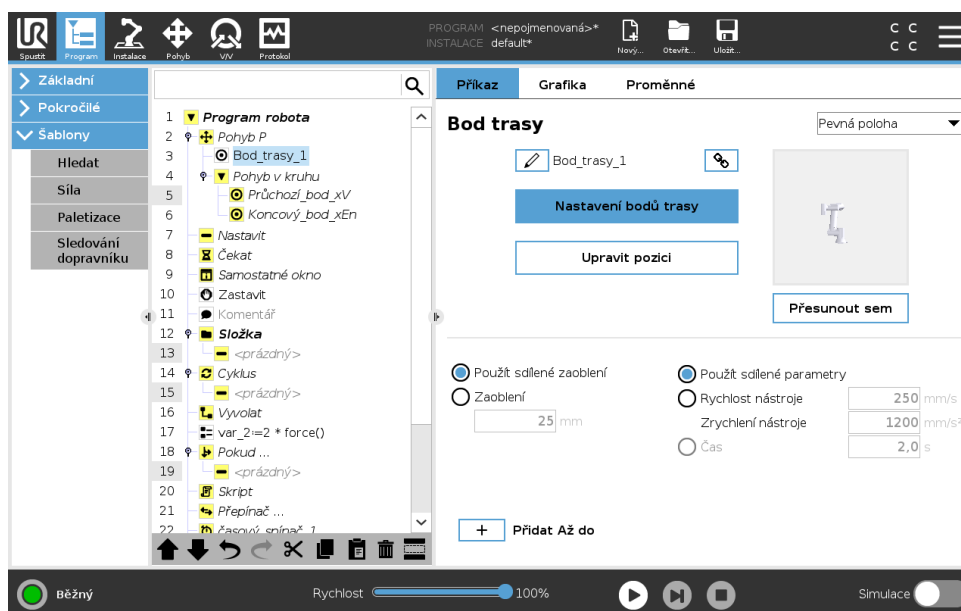 PROGRAM <nepojmenovaná>*
INSTALACE default*
Spustit
Program
Instalace
Pohyb
V/V
Protokol
Nový...
Otevřít...
Uložit...
C C
C C
Základní
Pokročilé
Šablony
Hledat
Síla
Paletizace
Sledování
dopravníku
1 Program robota
2 Pohyb P
3 Bod_trasy_1
4 Pohyb v kruhu
5 Průchozí_bod_xV
6 Koncový_bod_xEn
7 Nastavit
8 Čekat
9 Samostatné okno
10 Zastavit
11 Komentář
12 Složka
13 <prázdný>
14 Cyklus
15 <prázdný>
16 Vyvolat
17 var_2:=2 * force()
18 Pokud ...
19 <prázdný>
20 Skript
21 Přepínač ...
22 časový_spínač_1
Příkaz
Grafika
Proměnné
Bod trasy
Pevná poloha
Bod_trasy_1
Nastavení bodů trasy
Upravit pozici
Přesunout sem
Použít sdílené zaoblení
Zaoblení
25 mm
Použít sdílené parametry
Rychlost nástroje 250 mm/s
Zrychlení nástroje 1200 mm/s²
Čas 2,0 s
+ Přidat Až do
Běžný
Rychlost 100%
Simulace